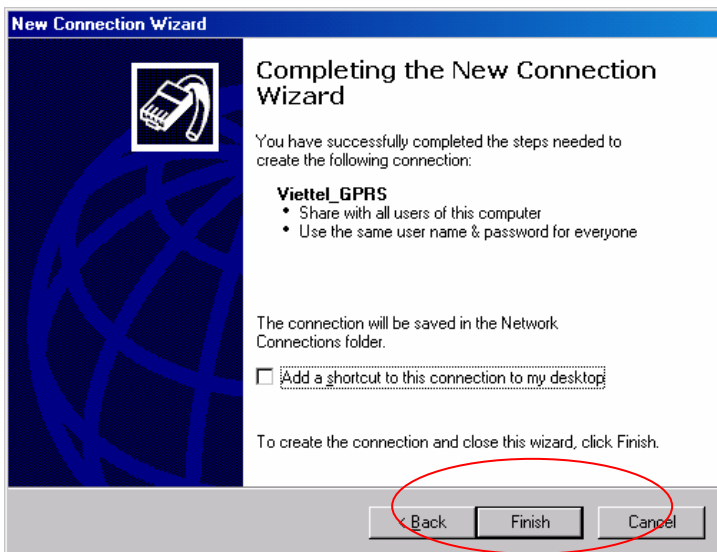 New Connection Wizard
Completing the New Connection
Wizard
You have successfully completed the steps needed to
create the following connection:
Viettel_GPRS
• Share with all users of this computer
• Use the same user name & password for everyone
The connection will be saved in the Network
Connections folder.
Add a shortcut to this connection to my desktop
To create the connection and close this wizard, click Finish.
< Back Finish Cancel